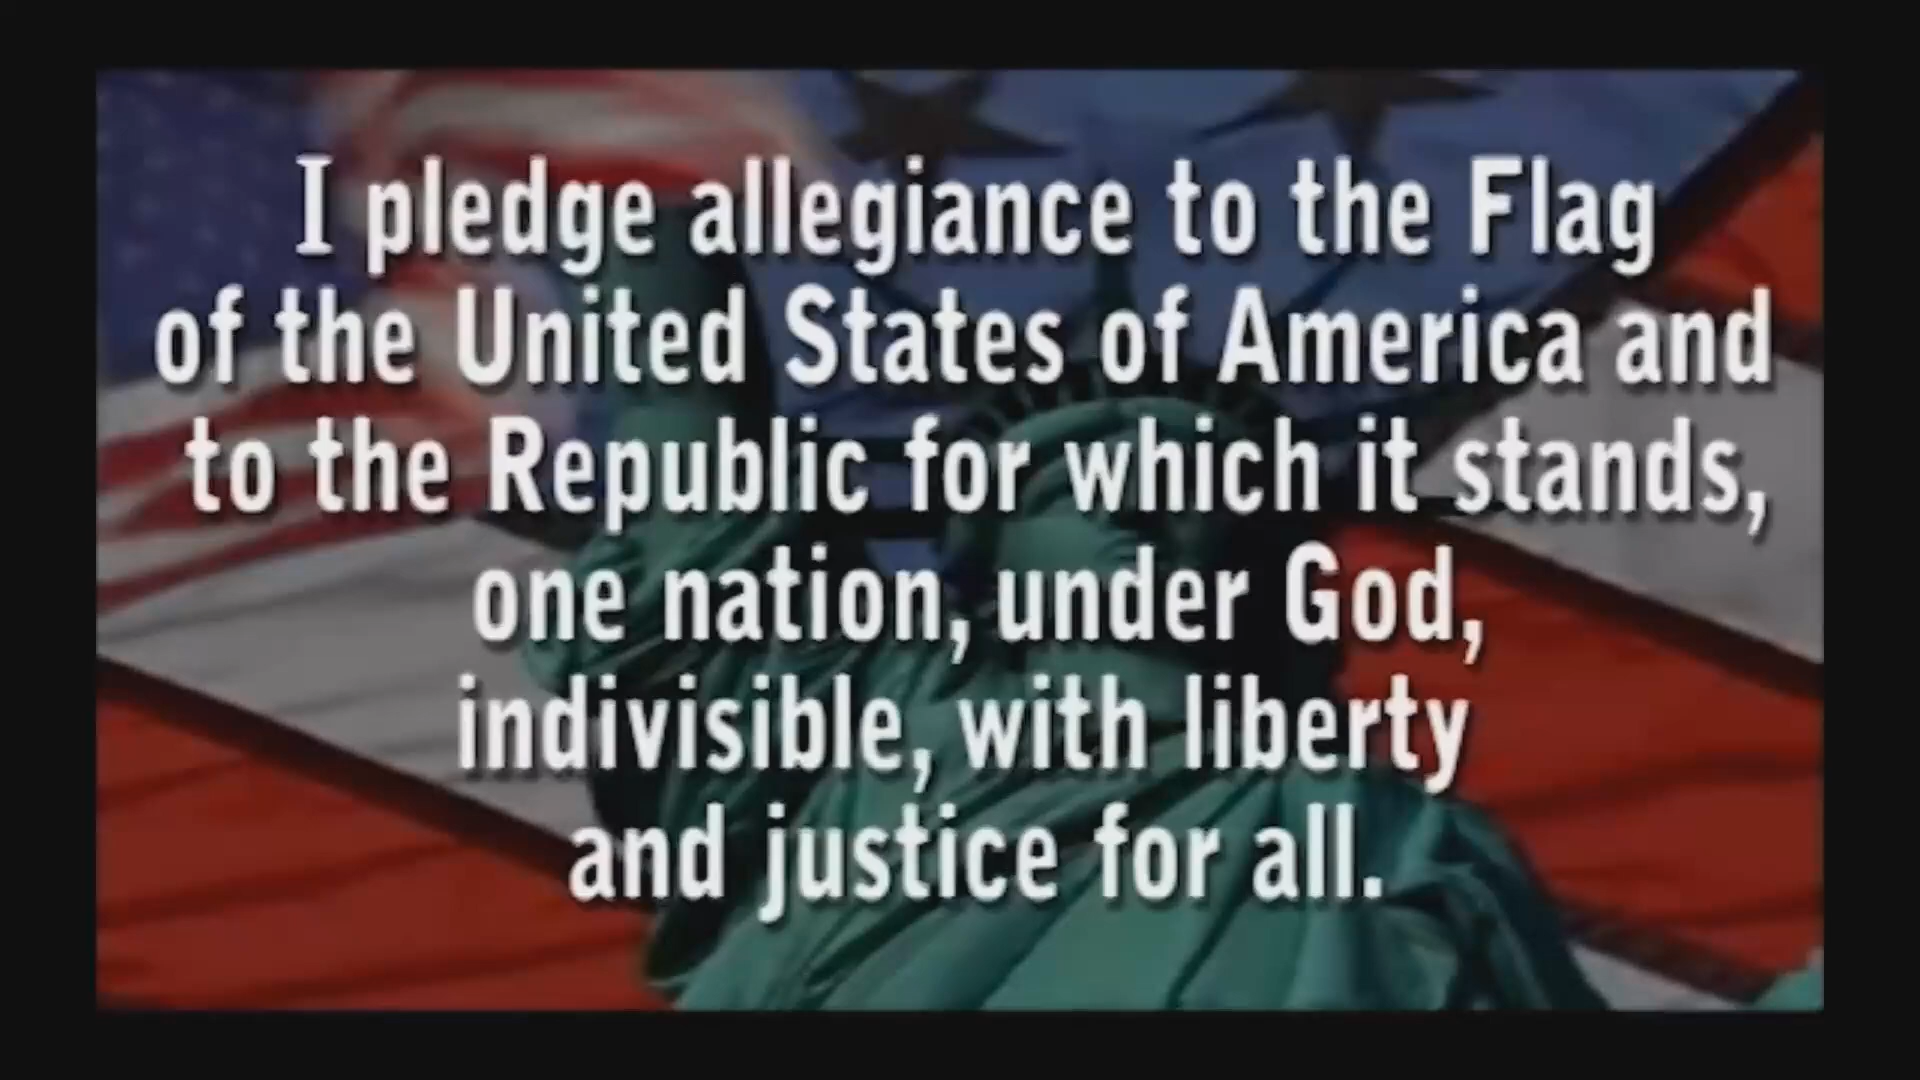 I pledge allegiance to the Flag
of the United States of America and
to the Republic for which it stands,
one nation, under God,
indivisible, with liberty
and justice for all.